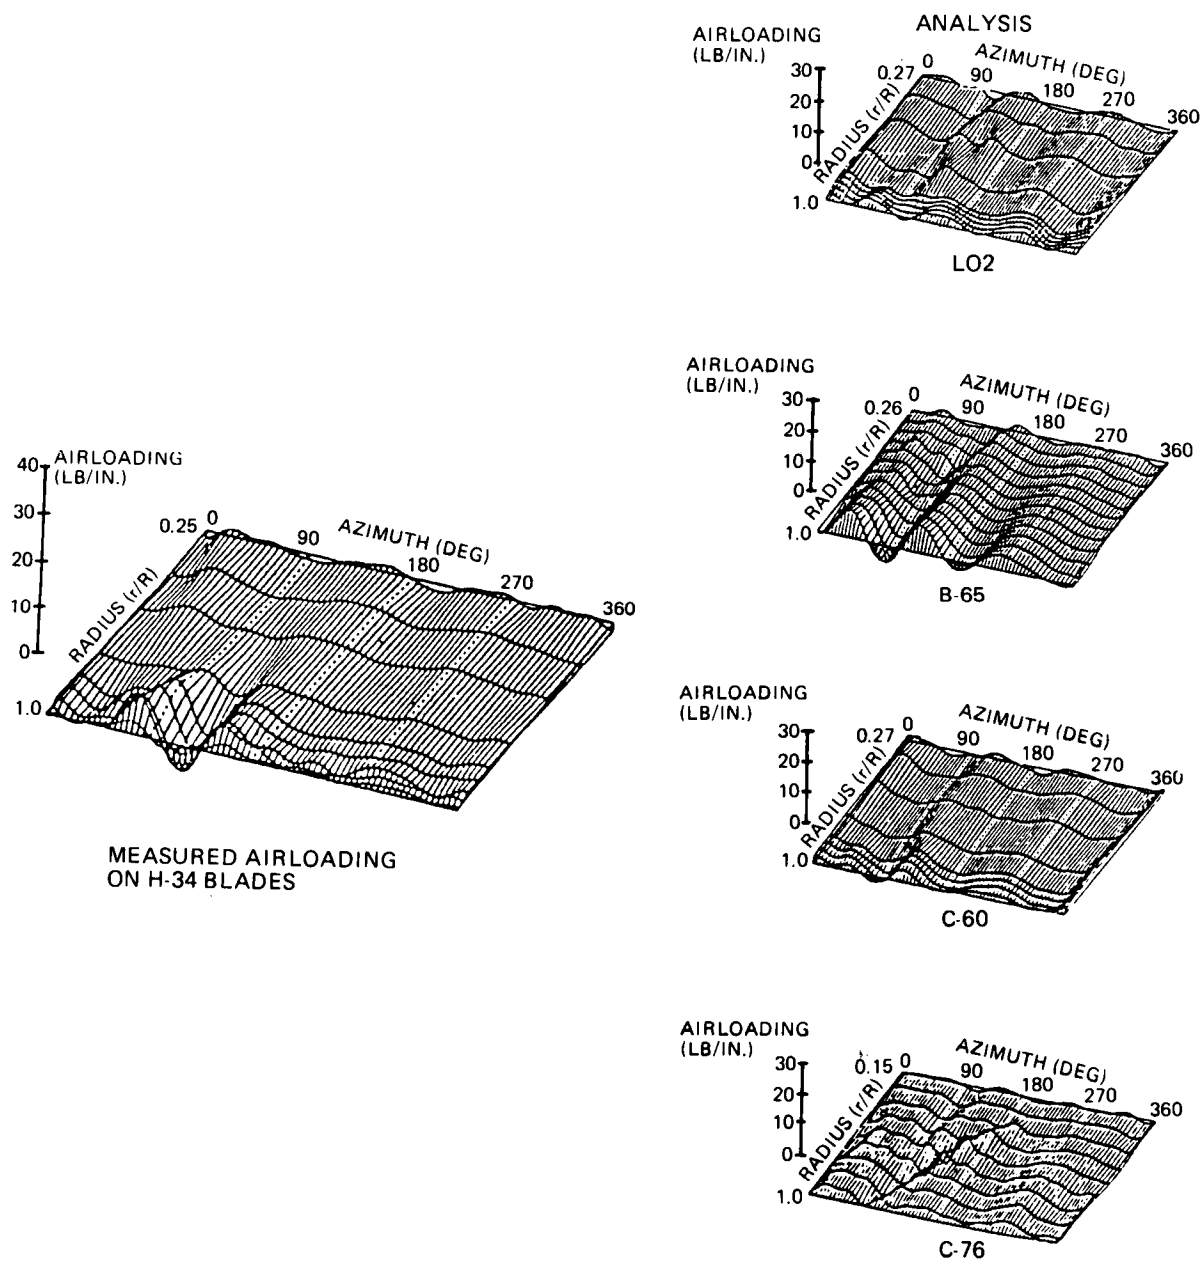 ANALYSIS
AIRLOADING
(LB/IN.)
30
20
10
0
RADIUS (r/R)
0.27
1.0
AZIMUTH (DEG)
0
90
180
270
360
LO2
AIRLOADING
(LB/IN.)
30
20
10
0
RADIUS (r/R)
0.26
1.0
AZIMUTH (DEG)
0
90
180
270
360
B-65
AIRLOADING
(LB/IN.)
40
30
20
10
0
RADIUS (r/R)
0.25
1.0
AZIMUTH (DEG)
0
90
180
270
360
MEASURED AIRLOADING
ON H-34 BLADES
AIRLOADING
(LB/IN.)
30
20
10
0
RADIUS (r/R)
0.27
1.0
AZIMUTH (DEG)
0
90
180
270
360
C-60
AIRLOADING
(LB/IN.)
30
20
10
0
RADIUS (r/R)
0.15
1.0
AZIMUTH (DEG)
0
90
180
270
360
C-76